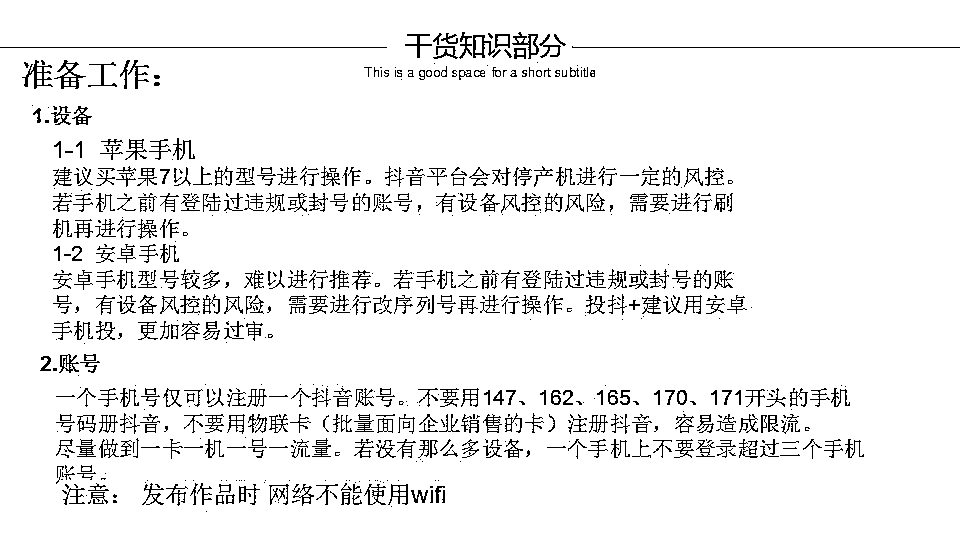 干货知识部分
This is a good space for a short subtitle
准备工作：
1.设备
1-1 苹果手机
建议买苹果7以上的型号进行操作。抖音平台会对停产机进行一定的风控。
若手机之前有登陆过违规或封号的账号，有设备风控的风险，需要进行刷
机再进行操作。
1-2 安卓手机
安卓手机型号较多，难以进行推荐。若手机之前有登陆过违规或封号的账
号，有设备风控的风险，需要进行改序列号再进行操作。投抖+建议用安卓
手机投，更加容易过审。
2.账号
一个手机号仅可以注册一个抖音账号。不要用147、162、165、170、171开头的手机
号码册抖音，不要用物联卡（批量面向企业销售的卡）注册抖音，容易造成限流。
尽量做到一卡一机一号一流量。若没有那么多设备，一个手机上不要登录超过三个手机
账号。
注意： 发布作品时 网络不能使用wifi